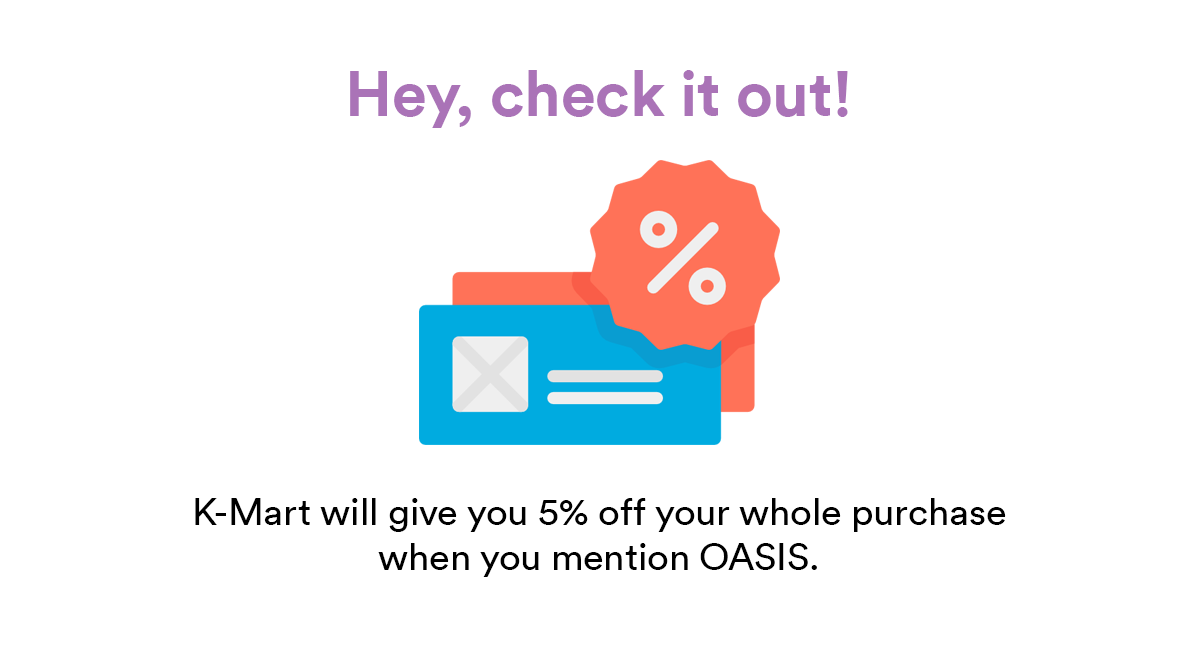 Hey, check it out!
%
K-Mart will give you 5% off your whole purchase
when you mention OASIS.